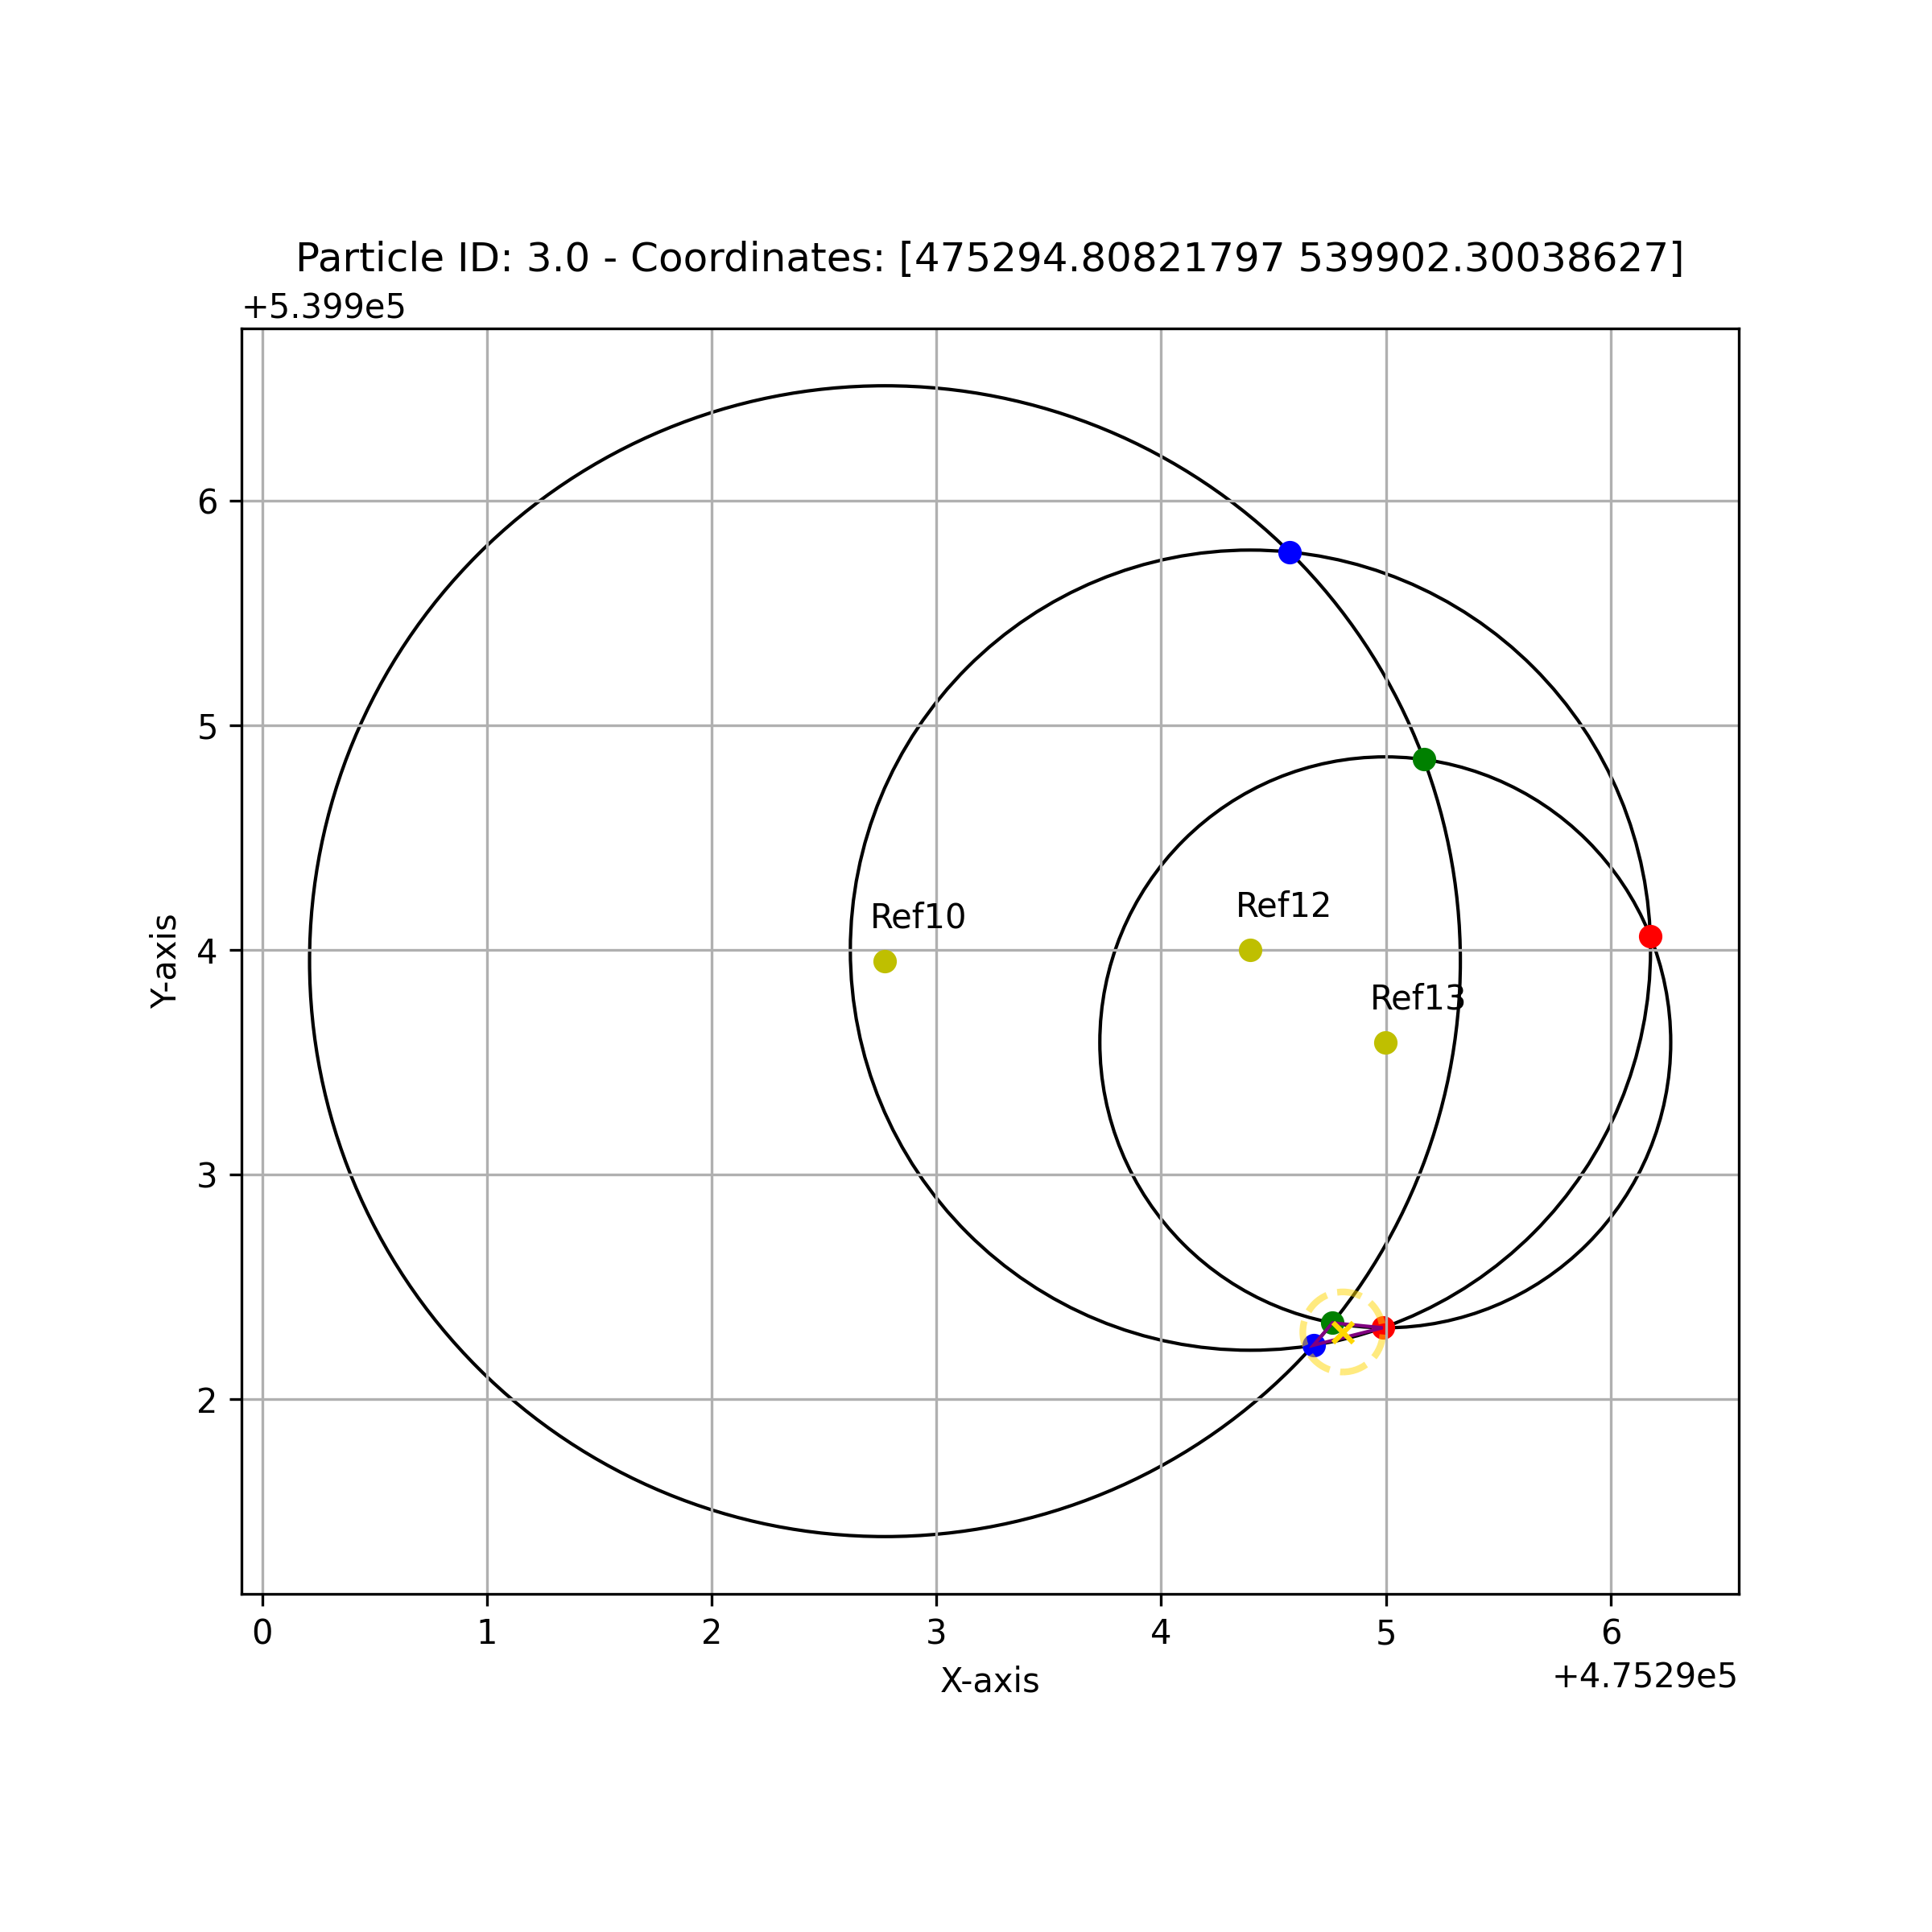 Particle ID: 3.0 - Coordinates: [475294.80821797 539902.30038627]
+5.399e5
6
5
4
3
2
Y-axis
Ref10
Ref12
Ref13
0 1 2 3 4 5 6
X-axis
+4.7529e5